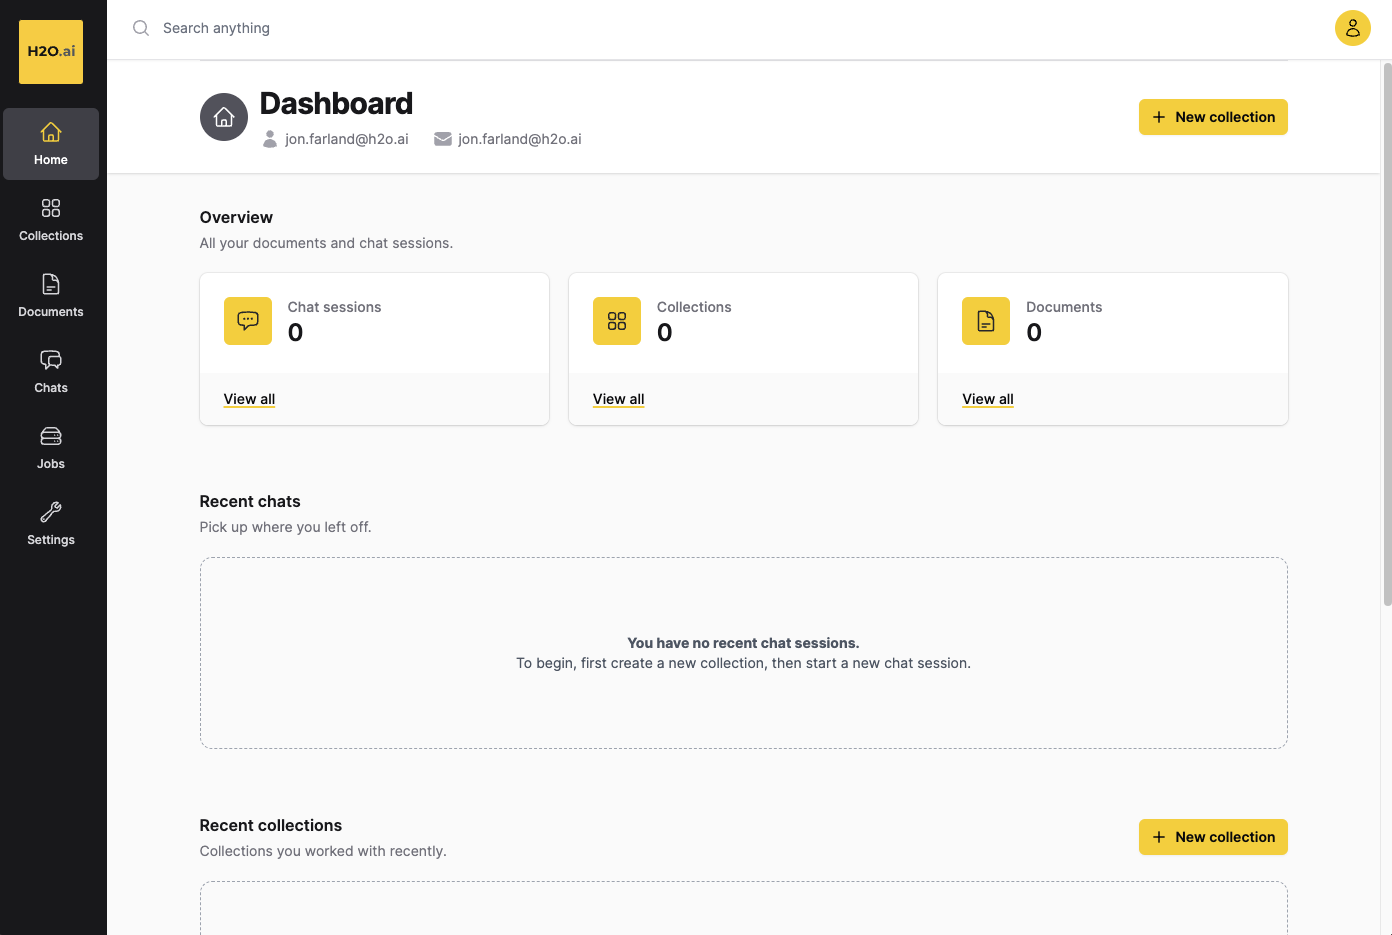 H2O.ai
Search anything
Home
Collections
Documents
Chats
Jobs
Settings
Dashboard
jon.farland@h2o.ai jon.farland@h2o.ai
New collection
Overview
All your documents and chat sessions.
Chat sessions
0
View all
Collections
0
View all
Documents
0
View all
Recent chats
Pick up where you left off.
You have no recent chat sessions.
To begin, first create a new collection, then start a new chat session.
Recent collections
Collections you worked with recently.
New collection